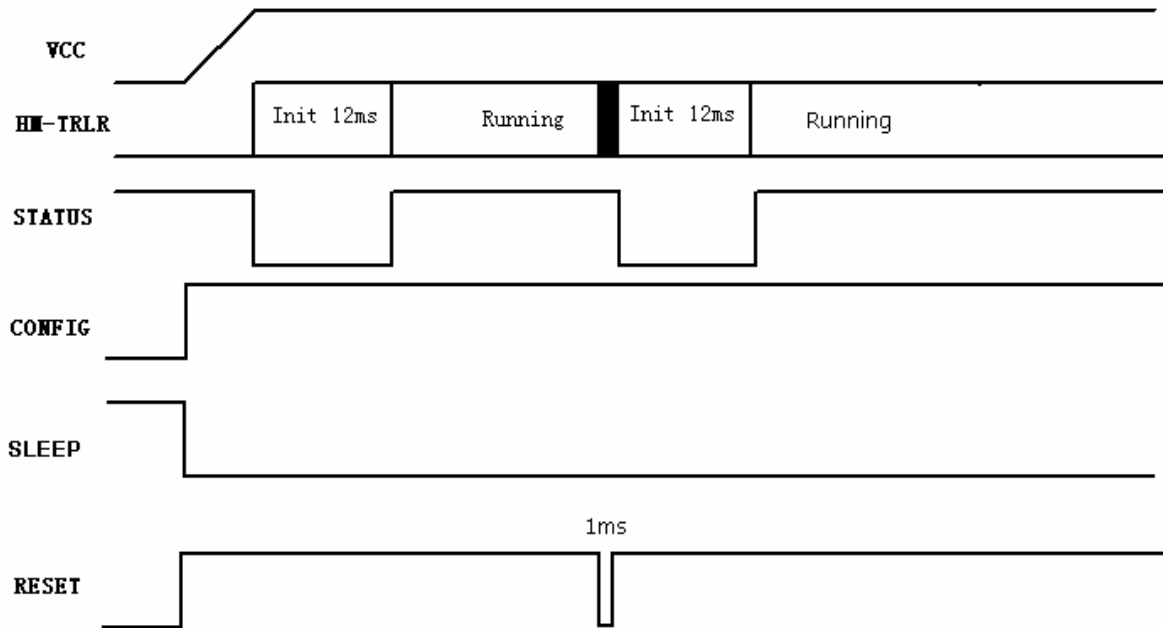 VCC
HM-TRLR
Init 12ms
Running
Init 12ms
Running
STATUS
CONFIG
SLEEP
1ms
RESET